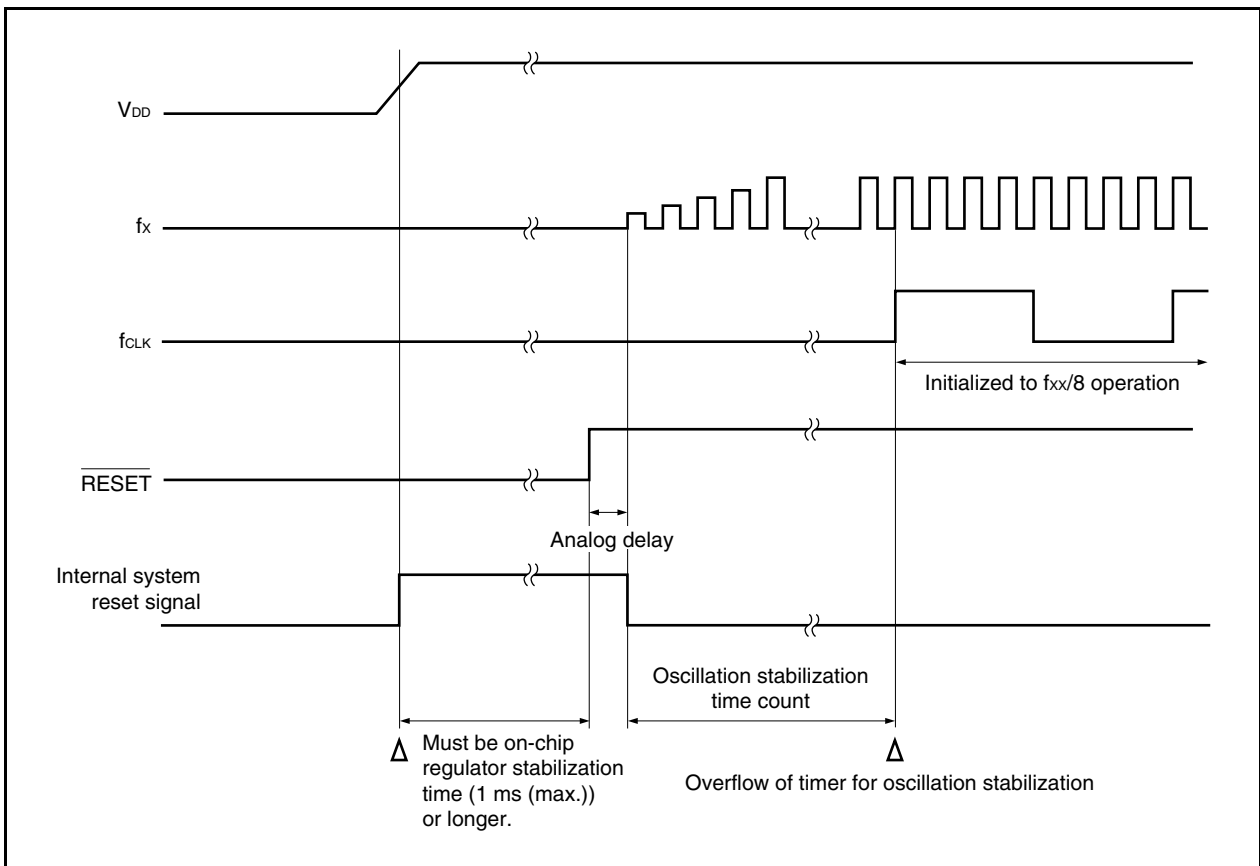 VDD
fX
fCLK
Initialized to fXX/8 operation
RESET
Analog delay
Internal system
reset signal
Oscillation stabilization
time count
Must be on-chip
regulator stabilization
time (1 ms (max.))
or longer.
Overflow of timer for oscillation stabilization